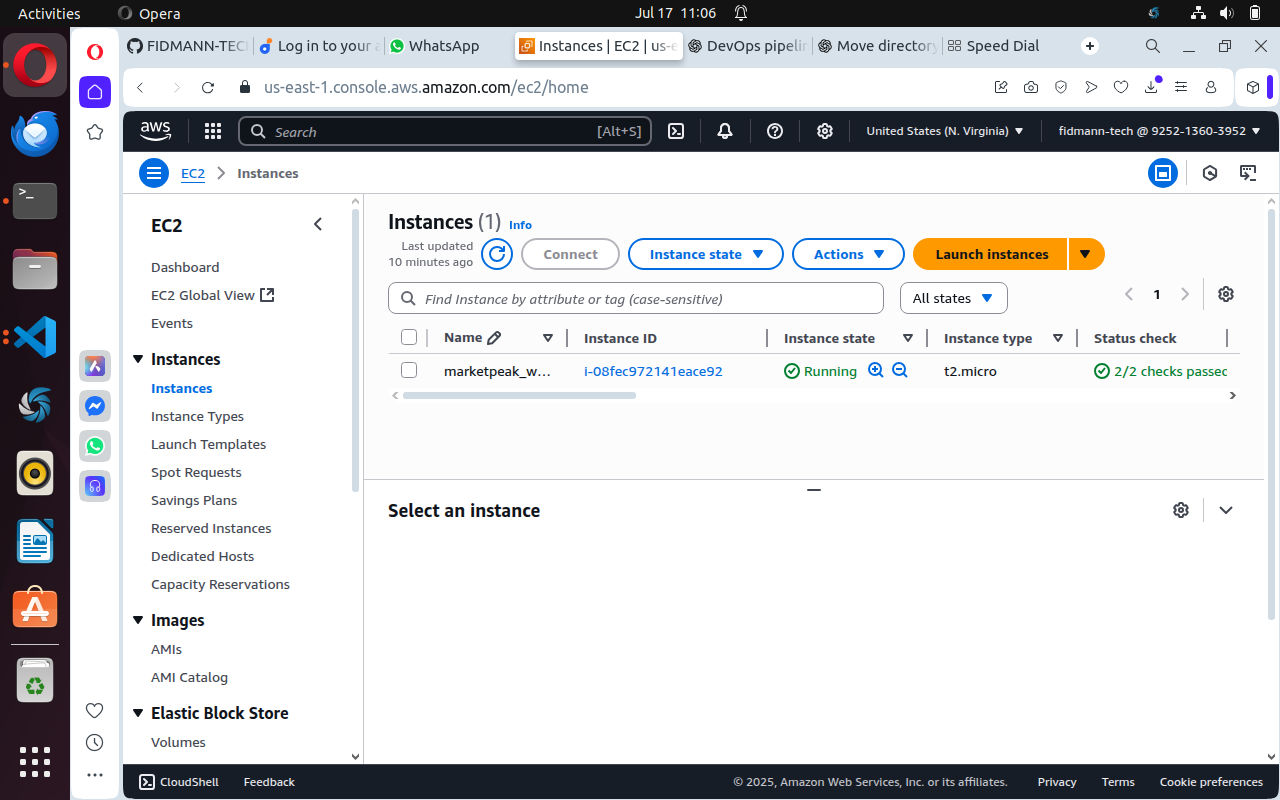 Activities Opera Jul 17 11:06
FIDMANN-TEC Log in to your a WhatsApp Instances | EC2 | us-e DevOps pipelin Move directory Speed Dial
us-east-1.console.aws.amazon.com/ec2/home
aws Search [Alt+S] United States (N. Virginia) fidmann-tech @ 9252-1360-3952
EC2 Instances
EC2
Dashboard
EC2 Global View
Events
Instances
Instances
Instance Types
Launch Templates
Spot Requests
Savings Plans
Reserved Instances
Dedicated Hosts
Capacity Reservations
Images
AMIs
AMI Catalog
Elastic Block Store
Volumes
Instances (1) Info
Last updated
10 minutes ago
Connect Instance state Actions Launch instances
Find Instance by attribute or tag (case-sensitive) All states 1
Name Instance ID Instance state Instance type Status check
marketpeak_w... i-08fec972141eace92 Running t2.micro 2/2 checks passec
Select an instance
CloudShell Feedback © 2025, Amazon Web Services, Inc. or its affiliates. Privacy Terms Cookie preferences